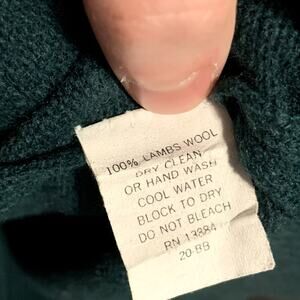 100% LAMBS WOOL
DRY CLEAN
OR HAND WASH
COOL WATER
BLOCK TO DRY
DO NOT BLEACH
RN 13884
20-BB